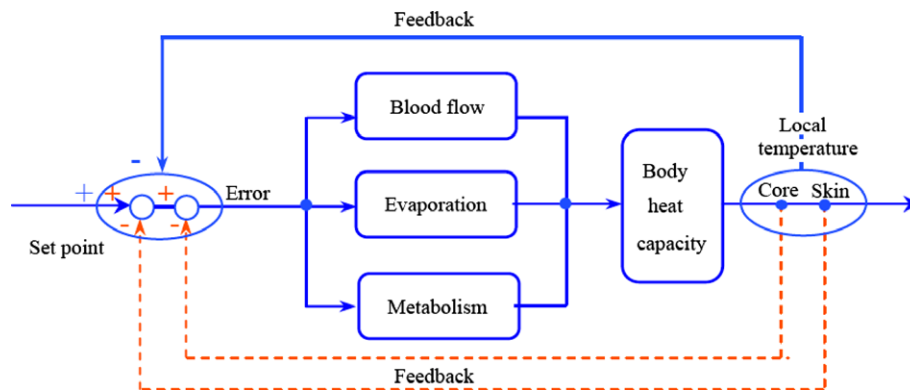 Feedback
Blood flow
Local
temperature
-
+ + +
Error
Evaporation
Body
heat
capacity
Core Skin
- -
Set point
Metabolism
Feedback